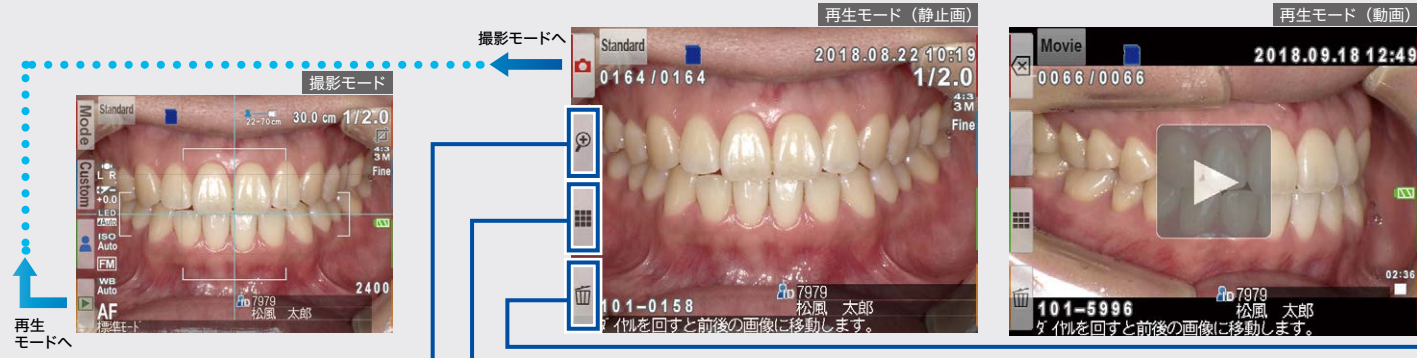 撮影モードへ
再生モード（静止画）
再生モード（動画）
撮影モード
再生
モードへ
Mode
Custom
Standard
22-70cm
30.0 cm 1/2.0
4:3
3M
Fine
L R
+0.0
LED
Auto
ISO
Auto
FM
WB
Auto
AF
標準モード
2400
ID 7979
松風 太郎
Standard
2018.08.22 10:19
0164/0164
1/2.0
4:3
3M
Fine
101-0158
ID 7979
松風 太郎
ダイヤルを回すと前後の画像に移動します。
Movie
2018.09.18 12:49
0066/0066
02:36
101-5996
ID 7979
松風 太郎
ダイヤルを回すと前後の画像に移動します。